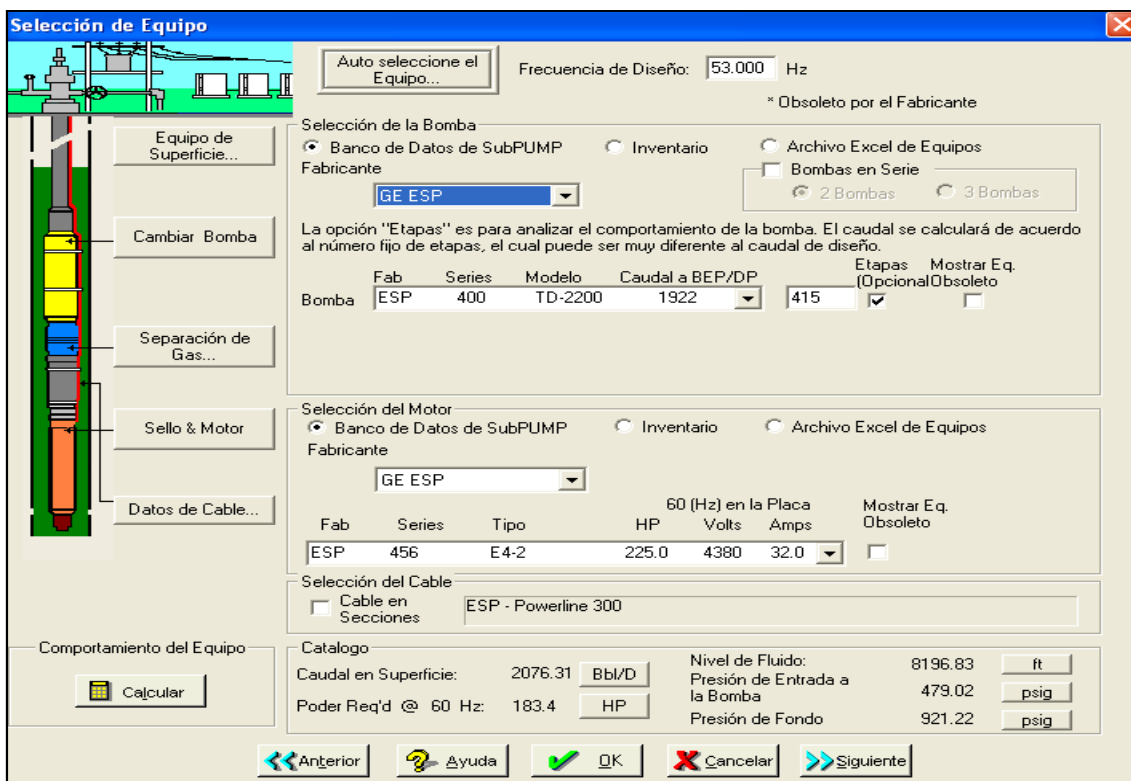 Selección de Equipo
Auto seleccione el
Equipo...
Frecuencia de Diseño: 53.000 Hz
* Obsoleto por el Fabricante
Equipo de
Superficie...
Cambiar Bomba
Separación de
Gas...
Sello & Motor
Datos de Cable...
Selección de la Bomba
Banco de Datos de SubPUMP Inventario Archivo Excel de Equipos
Fabricante
Bombas en Serie
GE ESP
2 Bombas 3 Bombas
La opción "Etapas" es para analizar el comportamiento de la bomba. El caudal se calculará de acuerdo
al número fijo de etapas, el cual puede ser muy diferente al caudal de diseño.
Fab Series Modelo Caudal a BEP/DP Etapas (Opcional Mostrar Eq. Obsoleto
Bomba ESP 400 TD-2200 1922 415
Selección del Motor
Banco de Datos de SubPUMP Inventario Archivo Excel de Equipos
Fabricante
GE ESP
60 (Hz) en la Placa
Fab Series Tipo HP Volts Amps Mostrar Eq. Obsoleto
ESP 456 E4-2 225.0 4380 32.0
Selección del Cable
Cable en
Secciones
ESP - Powerline 300
Comportamiento del Equipo
Calcular
Catalogo
Caudal en Superficie: 2076.31 Bbl/D
Poder Req'd @ 60 Hz: 183.4 HP
Nivel de Fluido: 8196.83 ft
Presión de Entrada a
la Bomba 479.02 psig
Presión de Fondo 921.22 psig
Anterior Ayuda OK Cancelar Siguiente